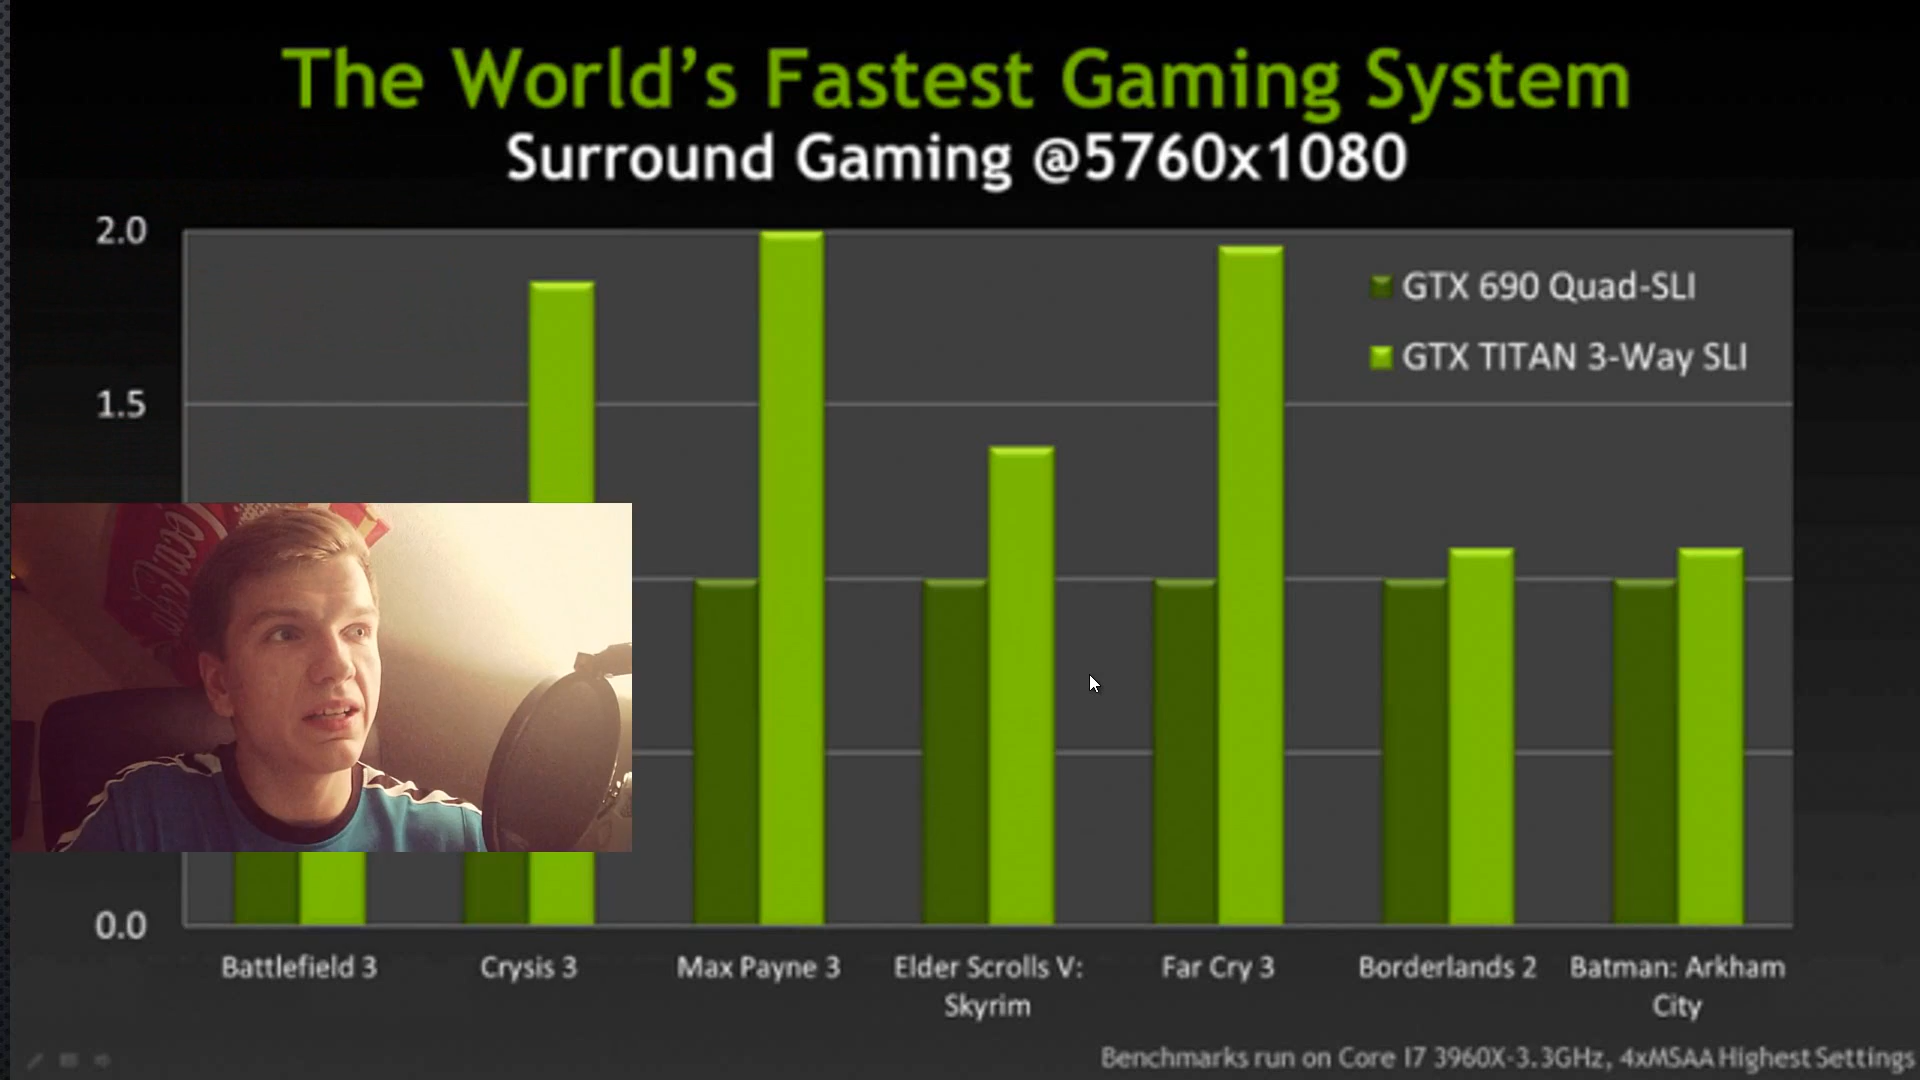 The World's Fastest Gaming System
Surround Gaming @5760x1080
2.0
GTX 690 Quad-SLI
GTX TITAN 3-Way SLI
1.5
Coca-Cola
0.0
Battlefield 3
Crysis 3
Max Payne 3
Elder Scrolls V:
Skyrim
Far Cry 3
Borderlands 2
Batman: Arkham
City
Benchmarks run on Core I7 3960X-3.3GHz, 4xMSAA Highest Settings